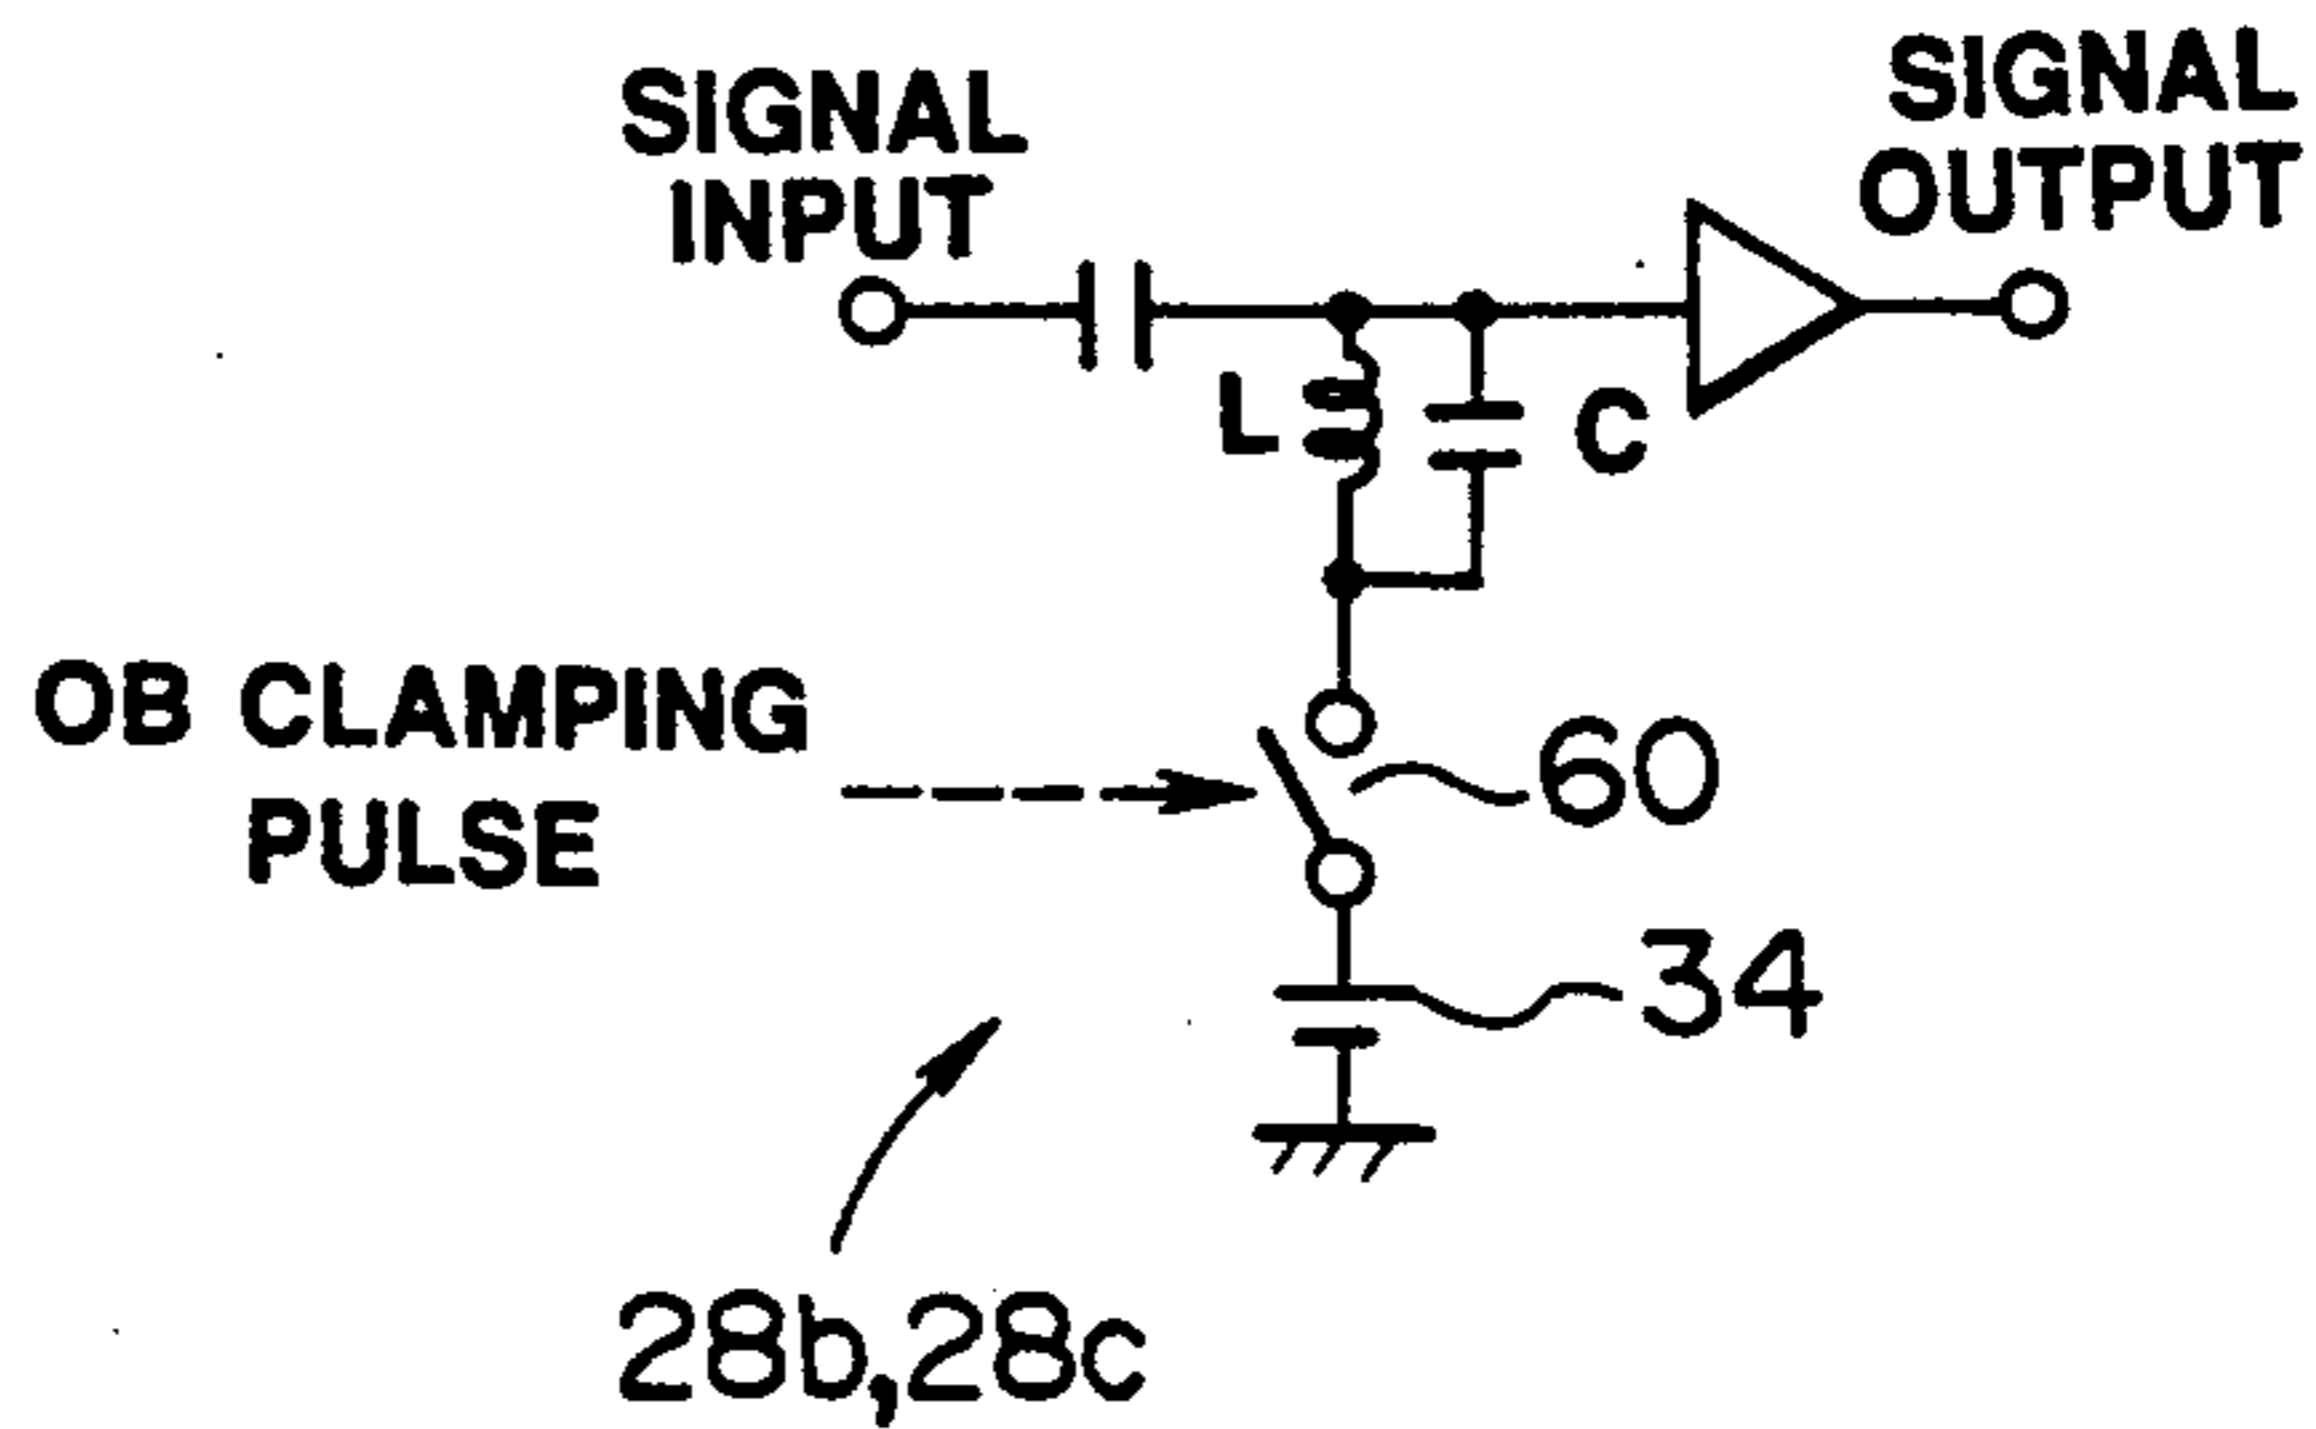 SIGNAL
INPUT
SIGNAL
OUTPUT
L
C
OB CLAMPING
PULSE
60
34
28b,28c